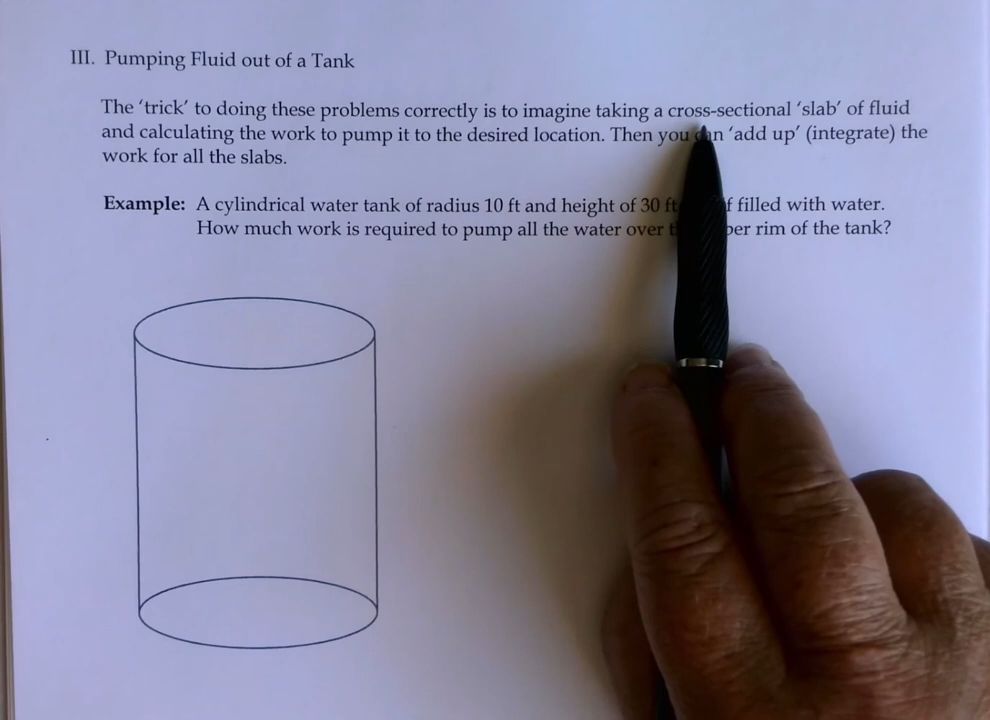 III. Pumping Fluid out of a Tank
The 'trick' to doing these problems correctly is to imagine taking a cross-sectional 'slab' of fluid
and calculating the work to pump it to the desired location. Then you 'add up' (integrate) the
work for all the slabs.
Example: A cylindrical water tank of radius 10 ft and height of 30 ft filled with water.
How much work is required to pump all the water over rim of the tank?